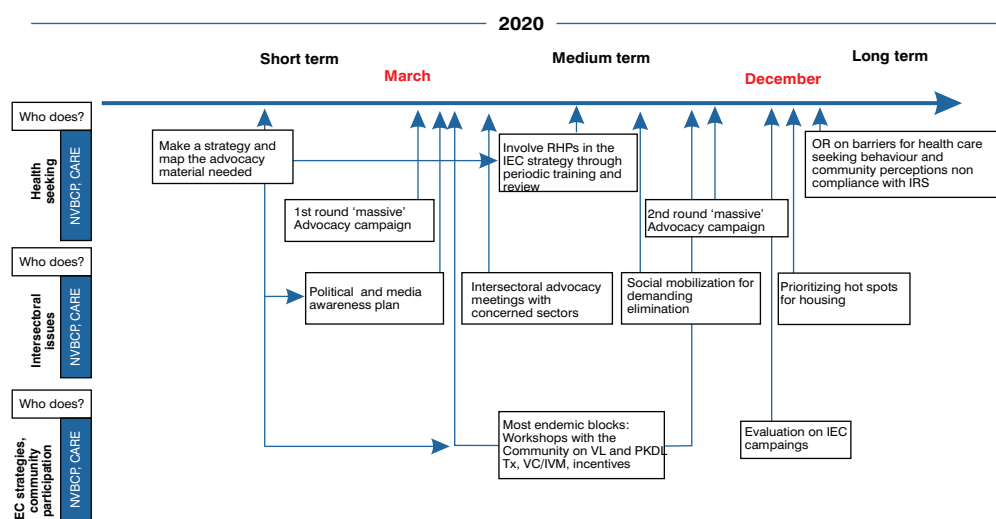 2020
Short term
Medium term
Long term
March
December
Who does?
Health
seeking
NVBCP, CARE
Make a strategy and
map the advocacy
material needed
Involve RHPs in the
IEC strategy through
periodic training and
review
OR on barriers for health care
seeking behaviour and
community perceptions non
compliance with IRS
1st round ‘massive’
Advocacy campaign
2nd round ‘massive’
Advocacy campaign
Who does?
Intersectoral
issues
NVBCP, CARE
Political and media
awareness plan
Intersectoral advocacy
meetings with
concerned sectors
Social mobilization for
demanding
elimination
Prioritizing hot spots
for housing
Who does?
EC strategies,
community
participation
NVBCP, CARE
Most endemic blocks:
Workshops with the
Community on VL and PKDL
Tx, VC/IVM, incentives
Evaluation on IEC
campaings